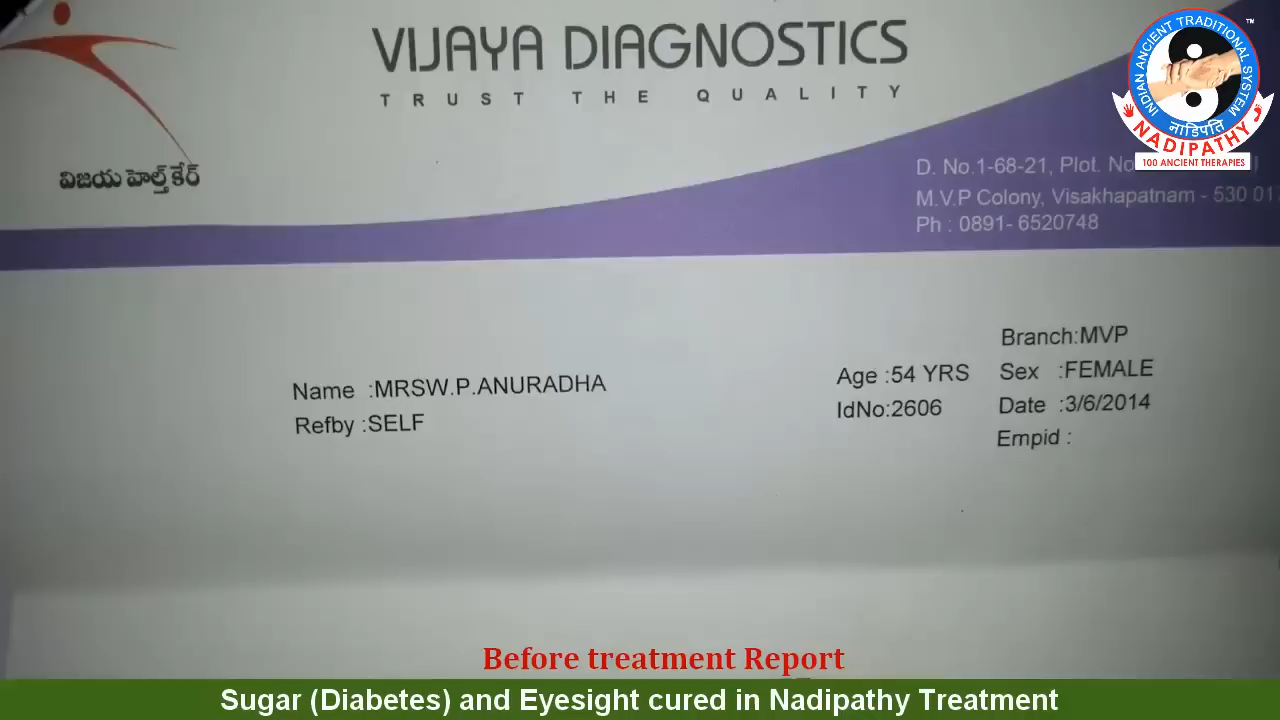 VIJAYA DIAGNOSTICS
TRUST THE QUALITY
విజయ హెల్త్ కేర్
INDIAN ANCIENT TRADITIONAL SYSTEM
नाडिपति
NADIPATHY
™
100 ANCIENT THERAPIES
D. No.1-68-21, Plot. No
M.V.P Colony, Visakhapatnam - 530 01
Ph : 0891- 6520748
Branch:MVP
Name :MRSW.P.ANURADHA Age :54 YRS Sex :FEMALE
Refby :SELF IdNo:2606 Date :3/6/2014
Empid :
Before treatment Report
Sugar (Diabetes) and Eyesight cured in Nadipathy Treatment